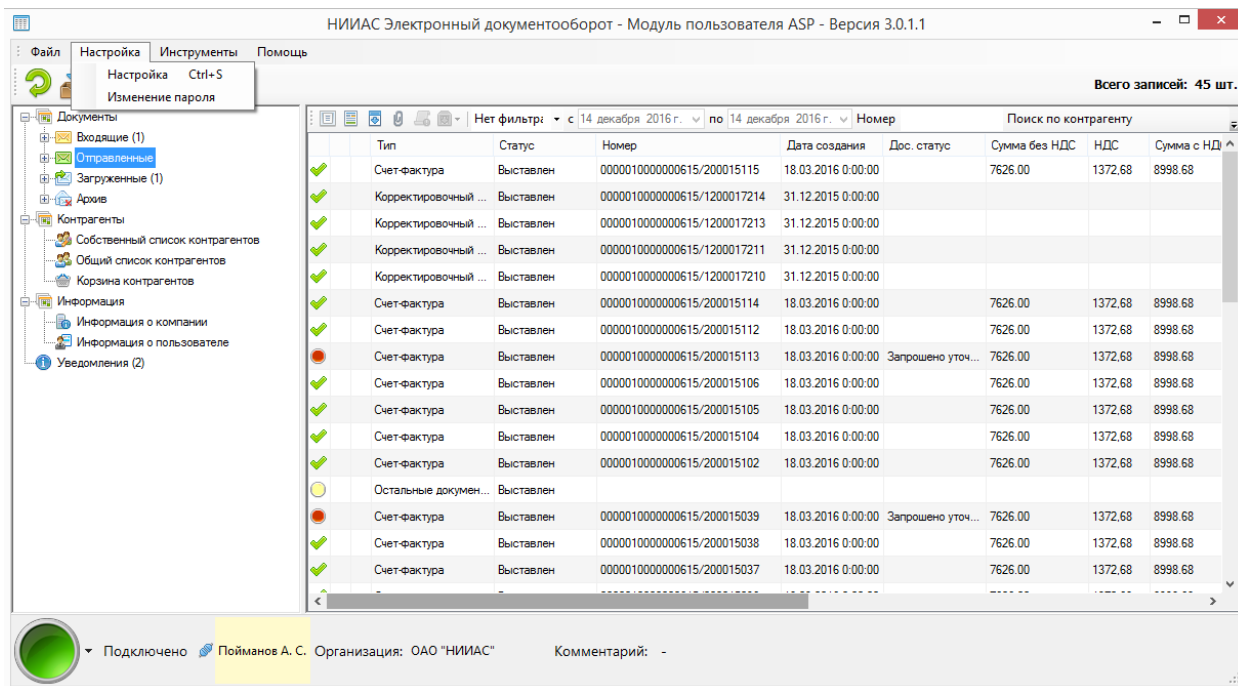 НИИАС Электронный документооборот - Модуль пользователя ASP - Версия 3.0.1.1
Файл Настройка Инструменты Помощь
Настройка Ctrl+S
Изменение пароля
Всего записей: 45 шт.
Документы
Входящие (1)
Отправленные
Загруженные (1)
Архив
Контрагенты
Собственный список контрагентов
Общий список контрагентов
Корзина контрагентов
Информация
Информация о компании
Информация о пользователе
Уведомления (2)
Нет фильтра с 14 декабря 2016 г. по 14 декабря 2016 г. Номер Поиск по контрагенту
Тип Статус Номер Дата создания Дос. статус Сумма без НДС НДС Сумма с НД
Счет-фактура Выставлен 0000010000000615/200015115 18.03.2016 0:00:00 7626.00 1372,68 8998.68
Корректировочный ... Выставлен 0000010000000615/1200017214 31.12.2015 0:00:00
Корректировочный ... Выставлен 0000010000000615/1200017213 31.12.2015 0:00:00
Корректировочный ... Выставлен 0000010000000615/1200017211 31.12.2015 0:00:00
Корректировочный ... Выставлен 0000010000000615/1200017210 31.12.2015 0:00:00
Счет-фактура Выставлен 0000010000000615/200015114 18.03.2016 0:00:00 7626.00 1372,68 8998.68
Счет-фактура Выставлен 0000010000000615/200015112 18.03.2016 0:00:00 7626.00 1372,68 8998.68
Счет-фактура Выставлен 0000010000000615/200015113 18.03.2016 0:00:00 Запрошено уточ... 7626.00 1372,68 8998.68
Счет-фактура Выставлен 0000010000000615/200015106 18.03.2016 0:00:00 7626.00 1372,68 8998.68
Счет-фактура Выставлен 0000010000000615/200015105 18.03.2016 0:00:00 7626.00 1372,68 8998.68
Счет-фактура Выставлен 0000010000000615/200015104 18.03.2016 0:00:00 7626.00 1372,68 8998.68
Счет-фактура Выставлен 0000010000000615/200015102 18.03.2016 0:00:00 7626.00 1372,68 8998.68
Остальные докумен... Выставлен
Счет-фактура Выставлен 0000010000000615/200015039 18.03.2016 0:00:00 Запрошено уточ... 7626.00 1372,68 8998.68
Счет-фактура Выставлен 0000010000000615/200015038 18.03.2016 0:00:00 7626.00 1372,68 8998.68
Счет-фактура Выставлен 0000010000000615/200015037 18.03.2016 0:00:00 7626.00 1372,68 8998.68
Подключено Пойманов А. С. Организация: ОАО "НИИАС" Комментарий: -